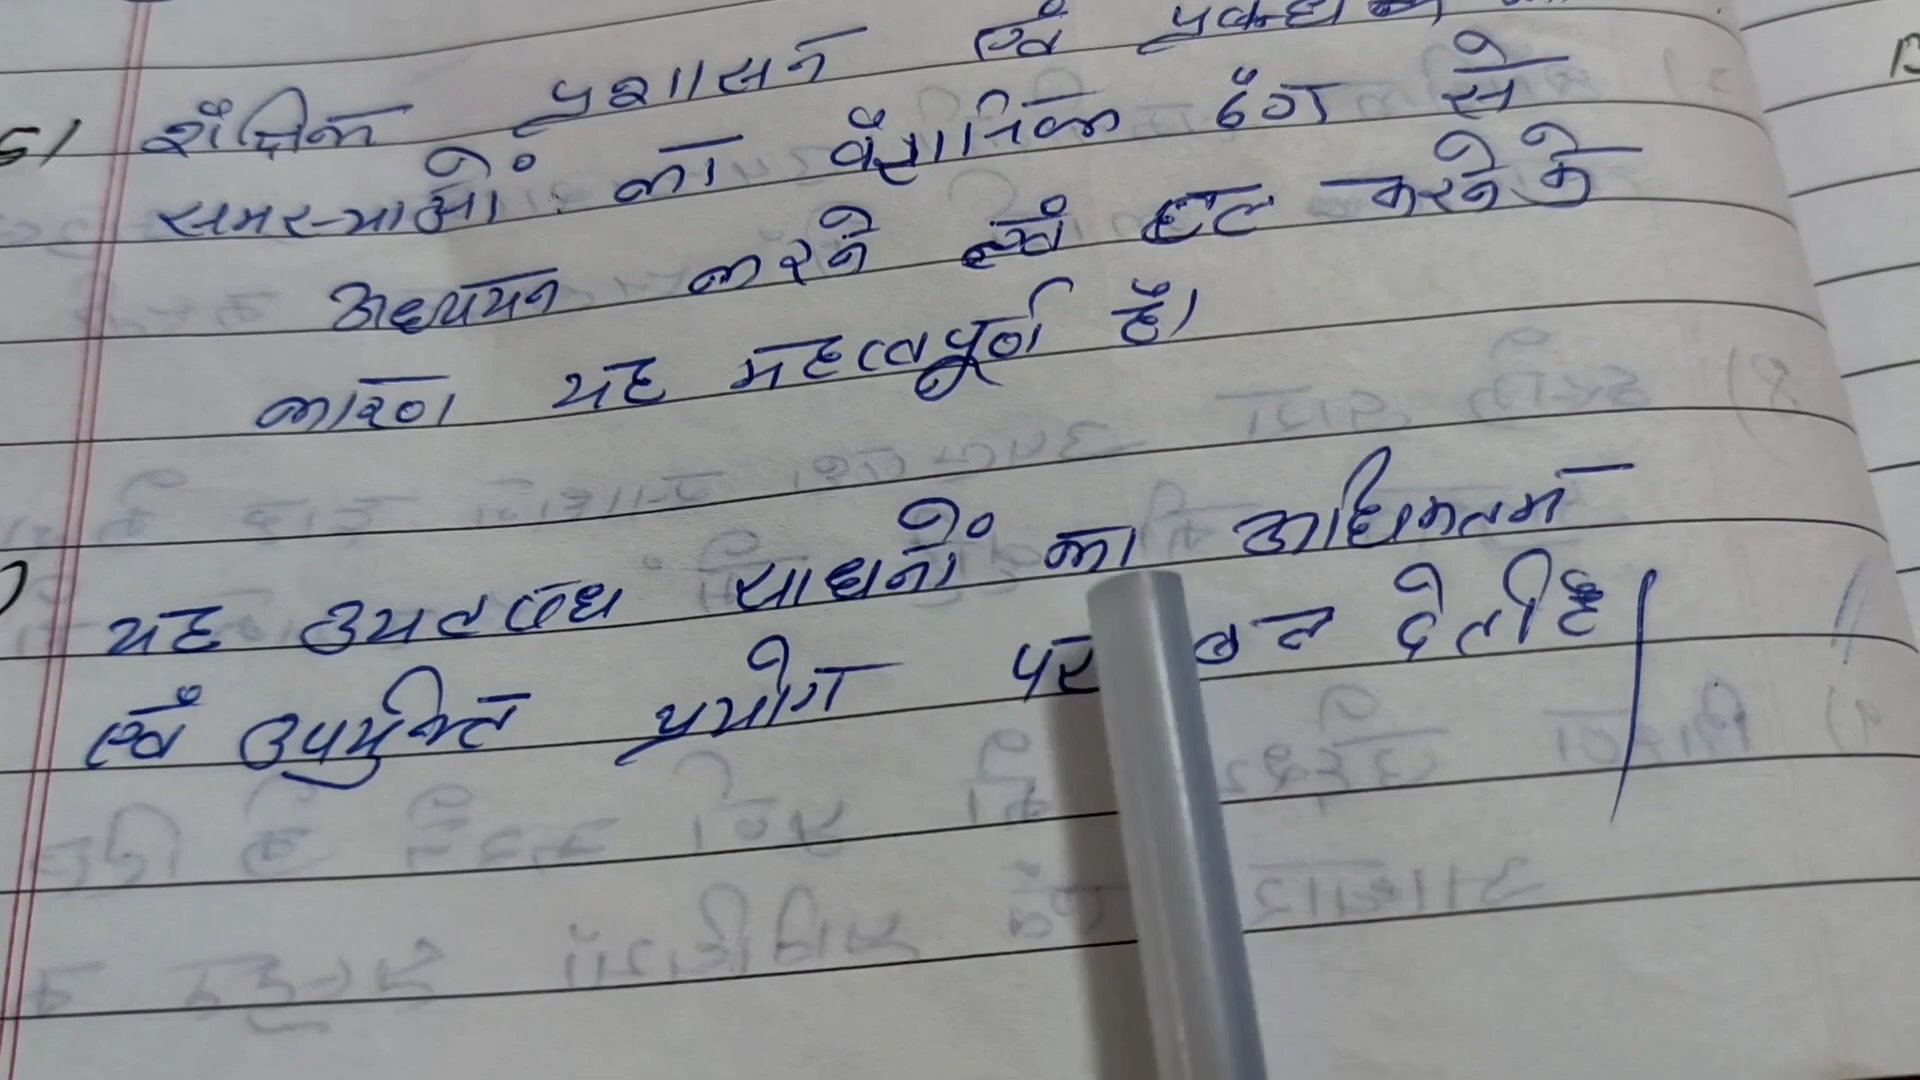 5) शैक्षिक प्रशासन एवं प्रबन्धन
समस्याओं का वैज्ञानिक ढंग से
अध्ययन करने एवं हल करने के
कारण यह महत्वपूर्ण है।
यह उपलब्ध साधनों का अधिकतम
एवं उपयुक्त प्रयोग पर बल देती है